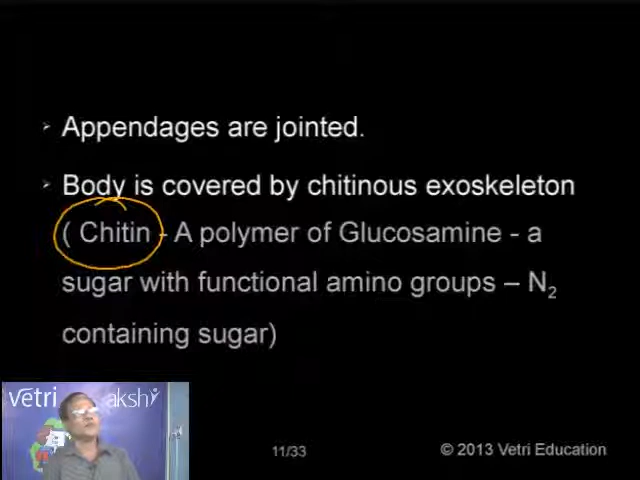 ➢ Appendages are jointed.
➢ Body is covered by chitinous exoskeleton
( Chitin - A polymer of Glucosamine - a
sugar with functional amino groups – N₂
containing sugar)
vetri akshy
11/33
© 2013 Vetri Education